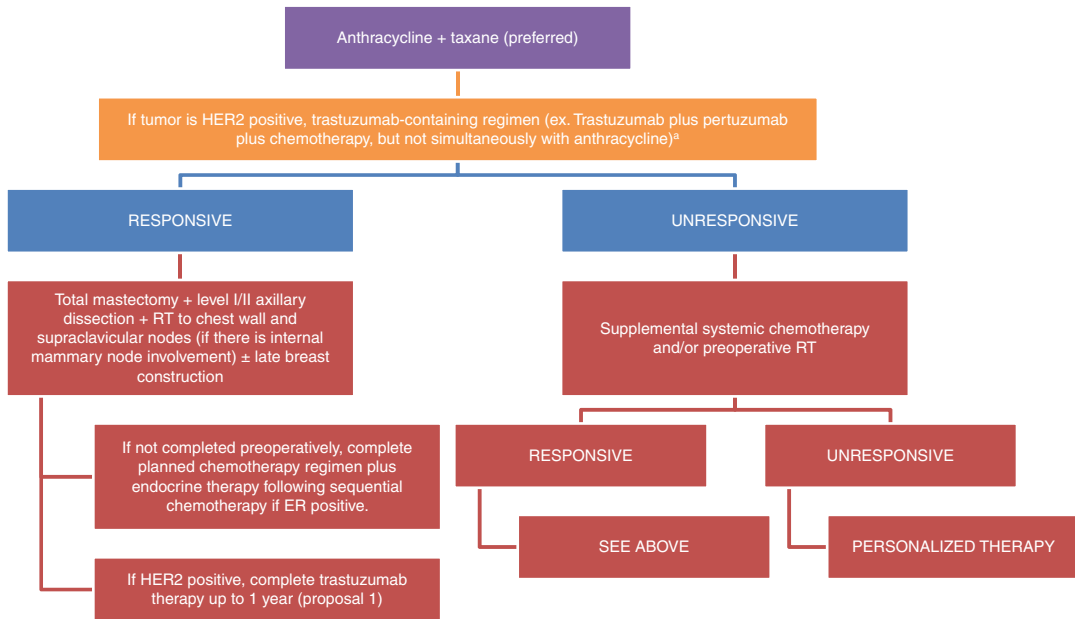 Anthracycline + taxane (preferred)
If tumor is HER2 positive, trastuzumab-containing regimen (ex. Trastuzumab plus pertuzumab
plus chemotherapy, but not simultaneously with anthracycline)ᵃ
RESPONSIVE
UNRESPONSIVE
Total mastectomy + level I/II axillary
dissection + RT to chest wall and
supraclavicular nodes (if there is internal
mammary node involvement) ± late breast
construction
Supplemental systemic chemotherapy
and/or preoperative RT
If not completed preoperatively, complete
planned chemotherapy regimen plus
endocrine therapy following sequential
chemotherapy if ER positive.
If HER2 positive, complete trastuzumab
therapy up to 1 year (proposal 1)
RESPONSIVE
UNRESPONSIVE
SEE ABOVE
PERSONALIZED THERAPY